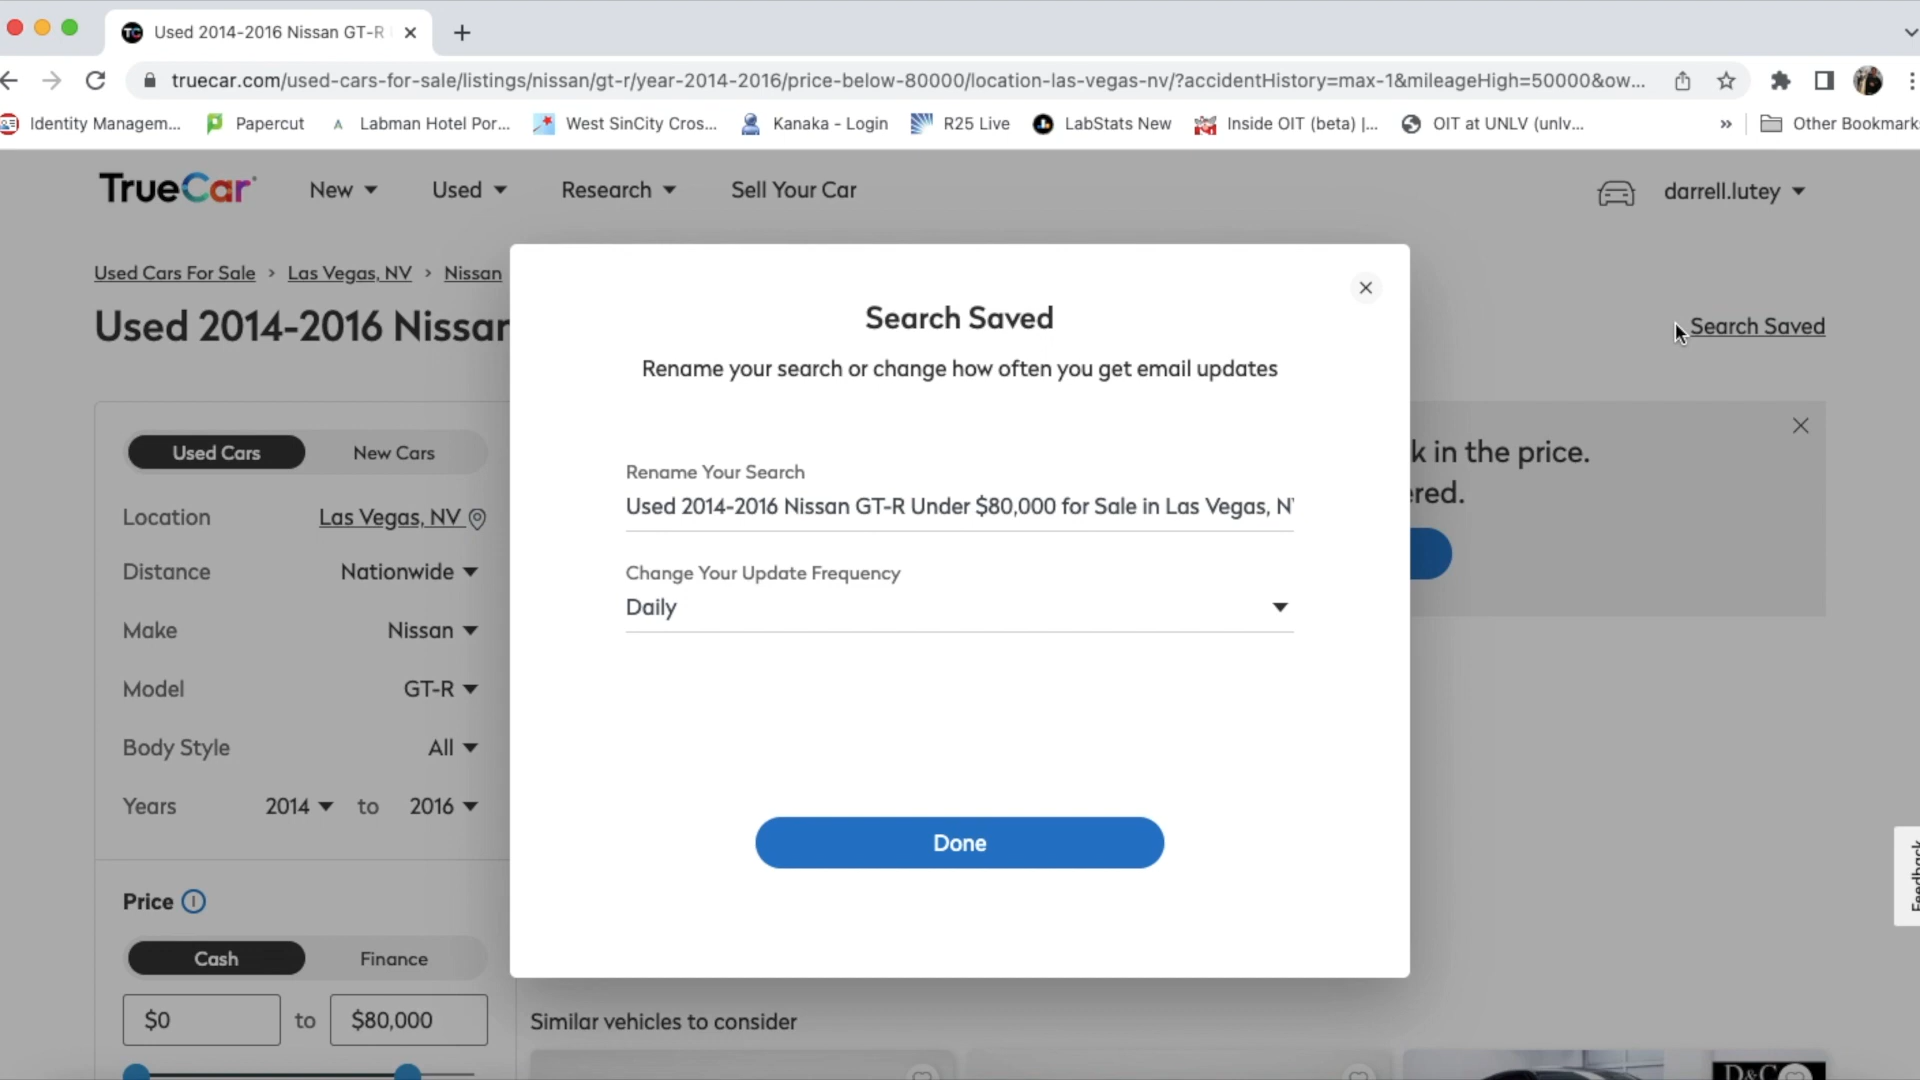 Used 2014-2016 Nissan GT-R
truecar.com/used-cars-for-sale/listings/nissan/gt-r/year-2014-2016/price-below-80000/location-las-vegas-nv/?accidentHistory=max-1&mileageHigh=50000&ow...
Identity Managem... Papercut Labman Hotel Por... West SinCity Cros... Kanaka - Login R25 Live LabStats New Inside OIT (beta) |... OIT at UNLV (unlv... » Other Bookmark
TrueCar New Used Research Sell Your Car darrell.lutey
Used Cars For Sale > Las Vegas, NV > Nissan
Used 2014-2016 Nissan
Search Saved
Search Saved
Rename your search or change how often you get email updates
Used Cars New Cars
k in the price.
ered.
Rename Your Search
Used 2014-2016 Nissan GT-R Under $80,000 for Sale in Las Vegas, N
Location Las Vegas, NV
Distance Nationwide
Change Your Update Frequency
Daily
Make Nissan
Model GT-R
Body Style All
Years 2014 to 2016
Done
Feedback
Price
Cash Finance
$0 to $80,000
Similar vehicles to consider
D&C